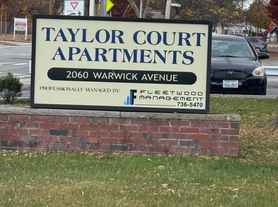 TAYLOR COURT
APARTMENTS
2060 WARWICK AVENUE
PROFESSIONALLY MANAGED BY:
FLEETWOOD
MANAGEMENT
736-5470